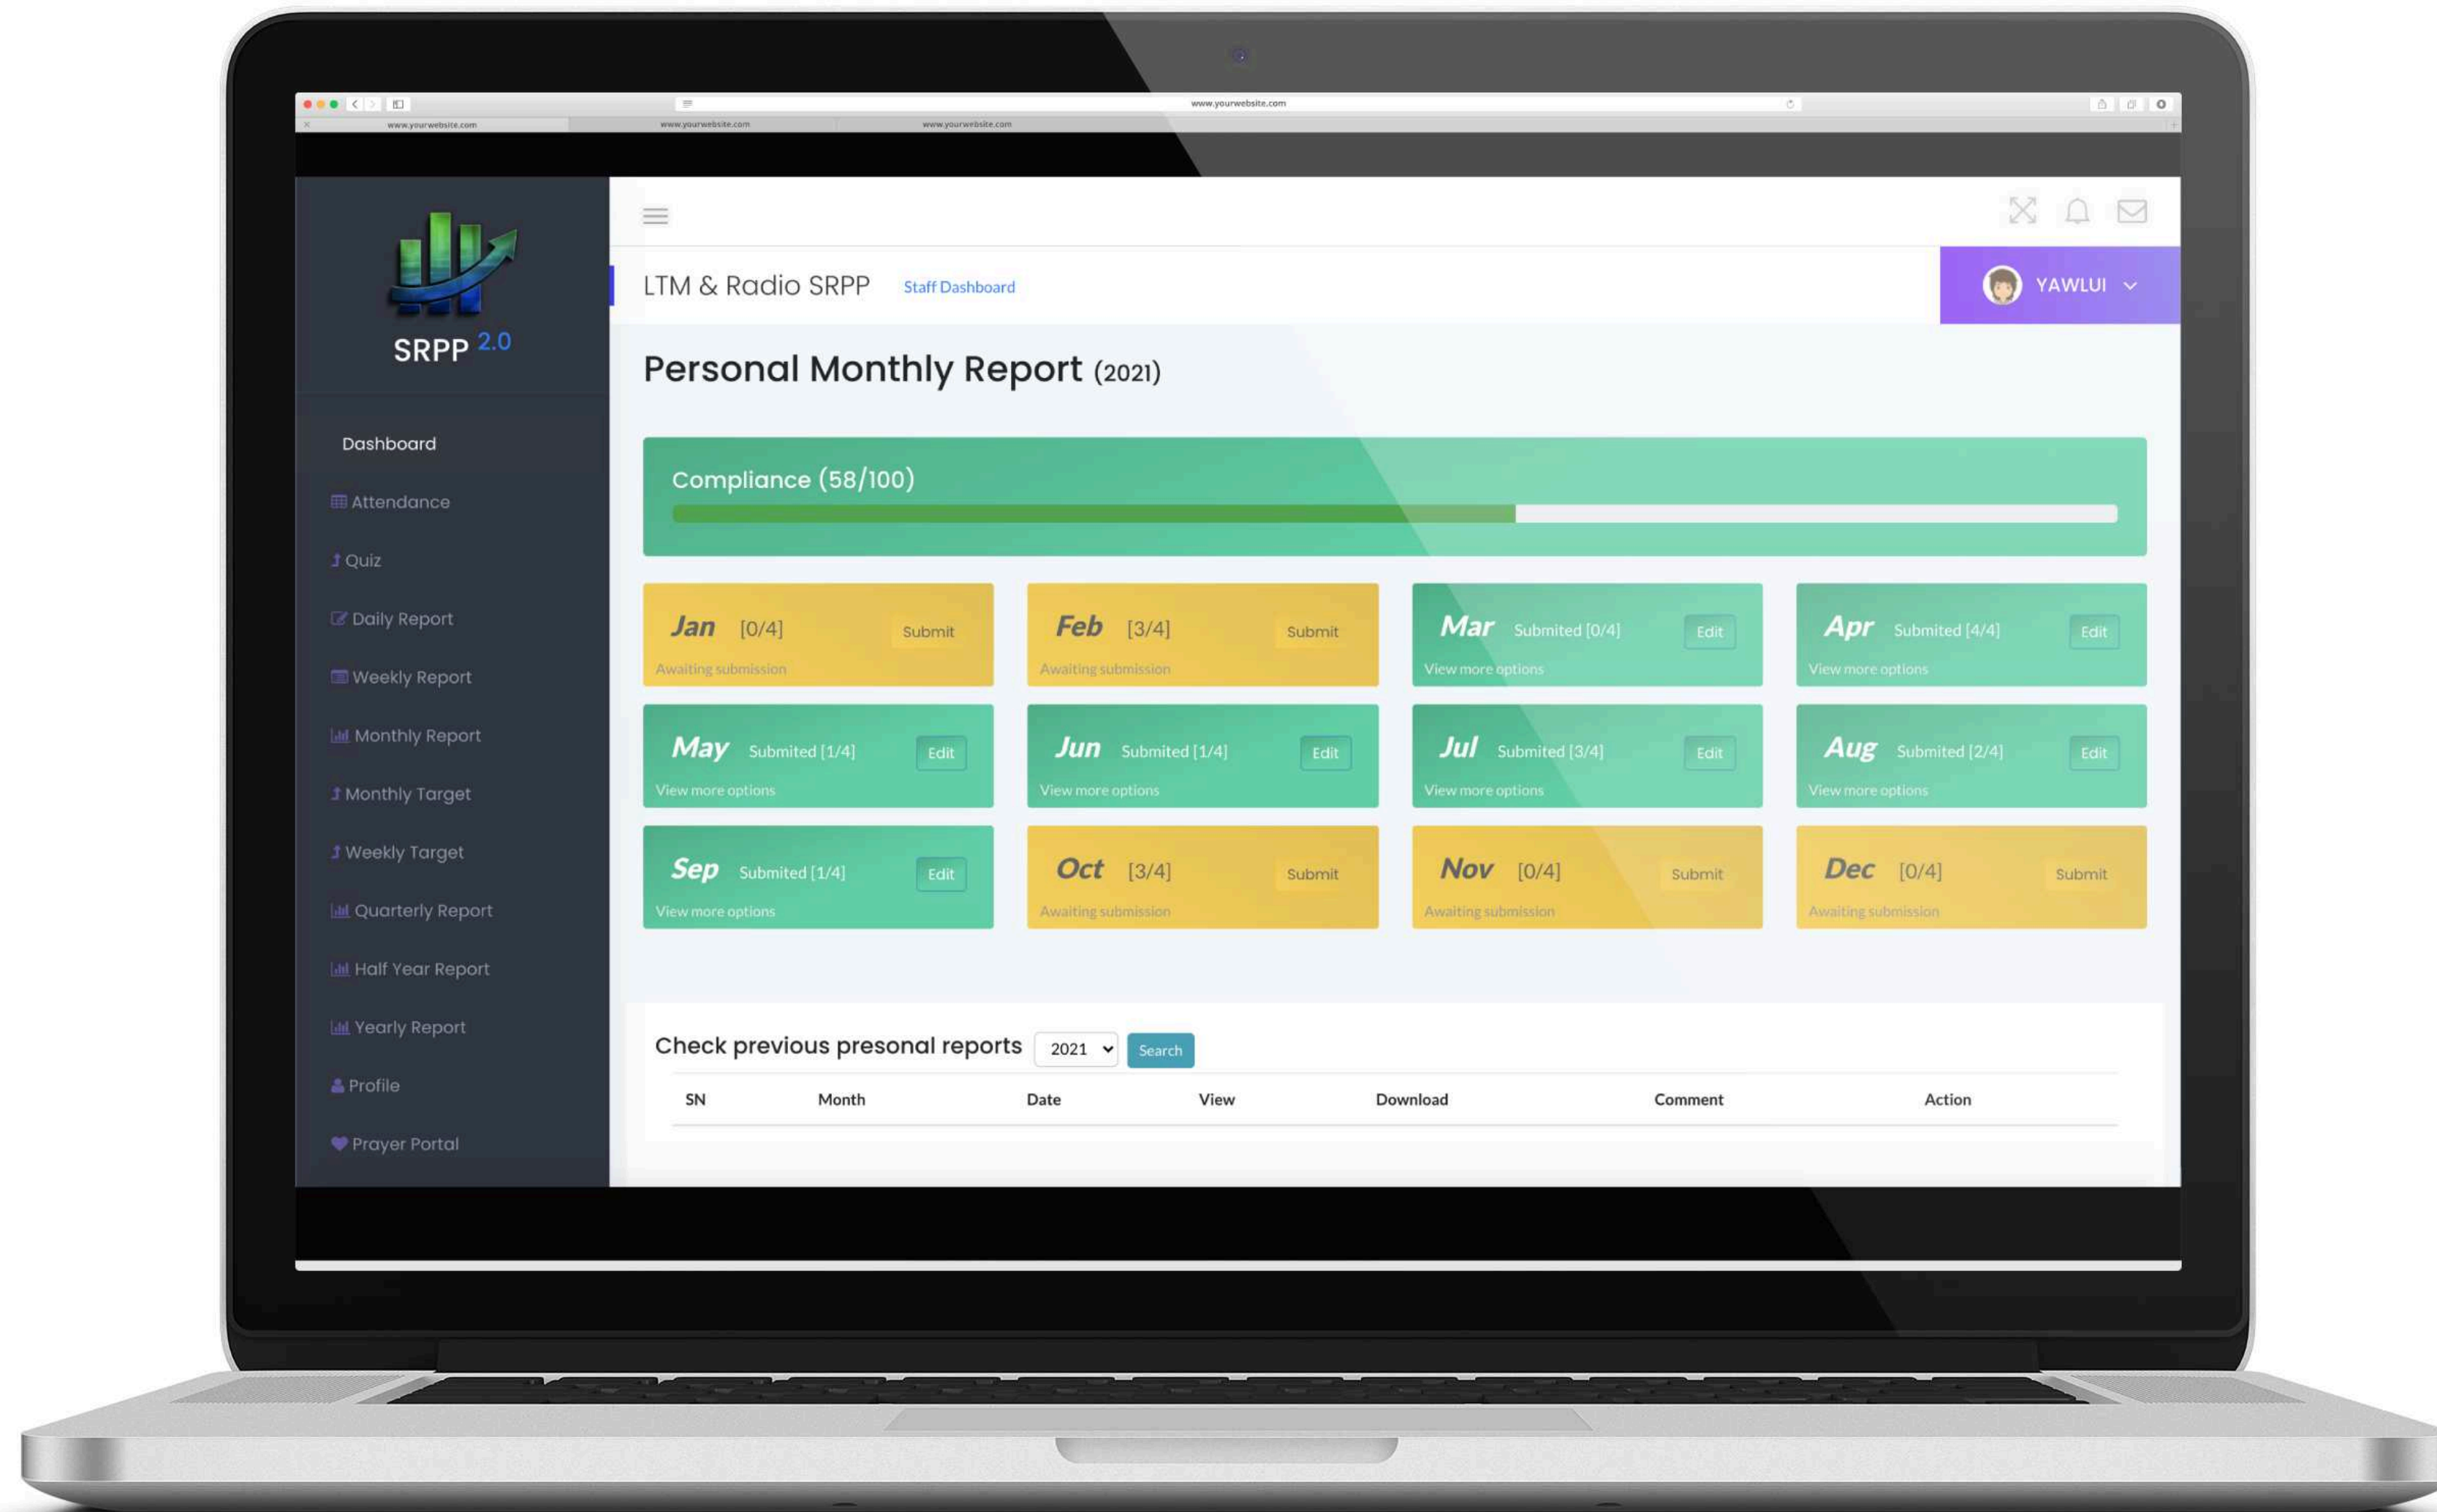 www.yourwebsite.com
www.yourwebsite.com www.yourwebsite.com www.yourwebsite.com
SRPP 2.0
Dashboard
Attendance
Quiz
Daily Report
Weekly Report
Monthly Report
Monthly Target
Weekly Target
Quarterly Report
Half Year Report
Yearly Report
Profile
Prayer Portal
LTM & Radio SRPP Staff Dashboard
YAWLUI
Personal Monthly Report (2021)
Compliance (58/100)
Jan [0/4] Submit
Awaiting submission
Feb [3/4] Submit
Awaiting submission
Mar Submited [0/4] Edit
View more options
Apr Submited [4/4] Edit
View more options
May Submited [1/4] Edit
View more options
Jun Submited [1/4] Edit
View more options
Jul Submited [3/4] Edit
View more options
Aug Submited [2/4] Edit
View more options
Sep Submited [1/4] Edit
View more options
Oct [3/4] Submit
Awaiting submission
Nov [0/4] Submit
Awaiting submission
Dec [0/4] Submit
Awaiting submission
Check previous presonal reports 2021 Search
SN Month Date View Download Comment Action